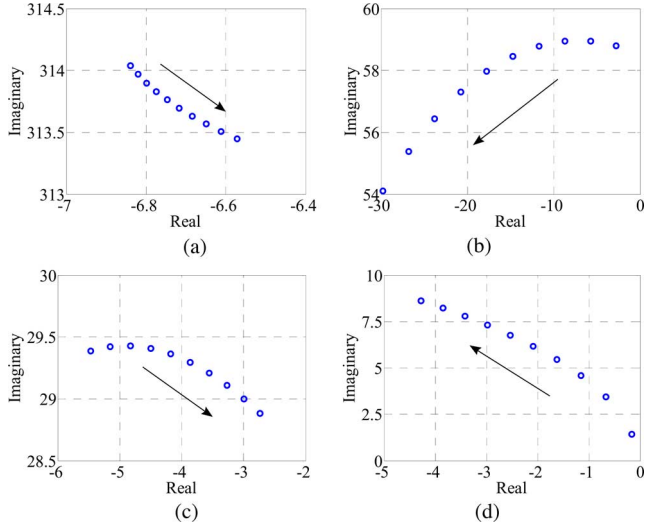 314.5
314
313.5
313
-7 -6.8 -6.6 -6.4
Imaginary
Real
(a)
60
58
56
54
-30 -20 -10 0
Imaginary
Real
(b)
30
29.5
29
28.5
-6 -5 -4 -3 -2
Imaginary
Real
(c)
10
7.5
5
2.5
0
-5 -4 -3 -2 -1 0
Imaginary
Real
(d)